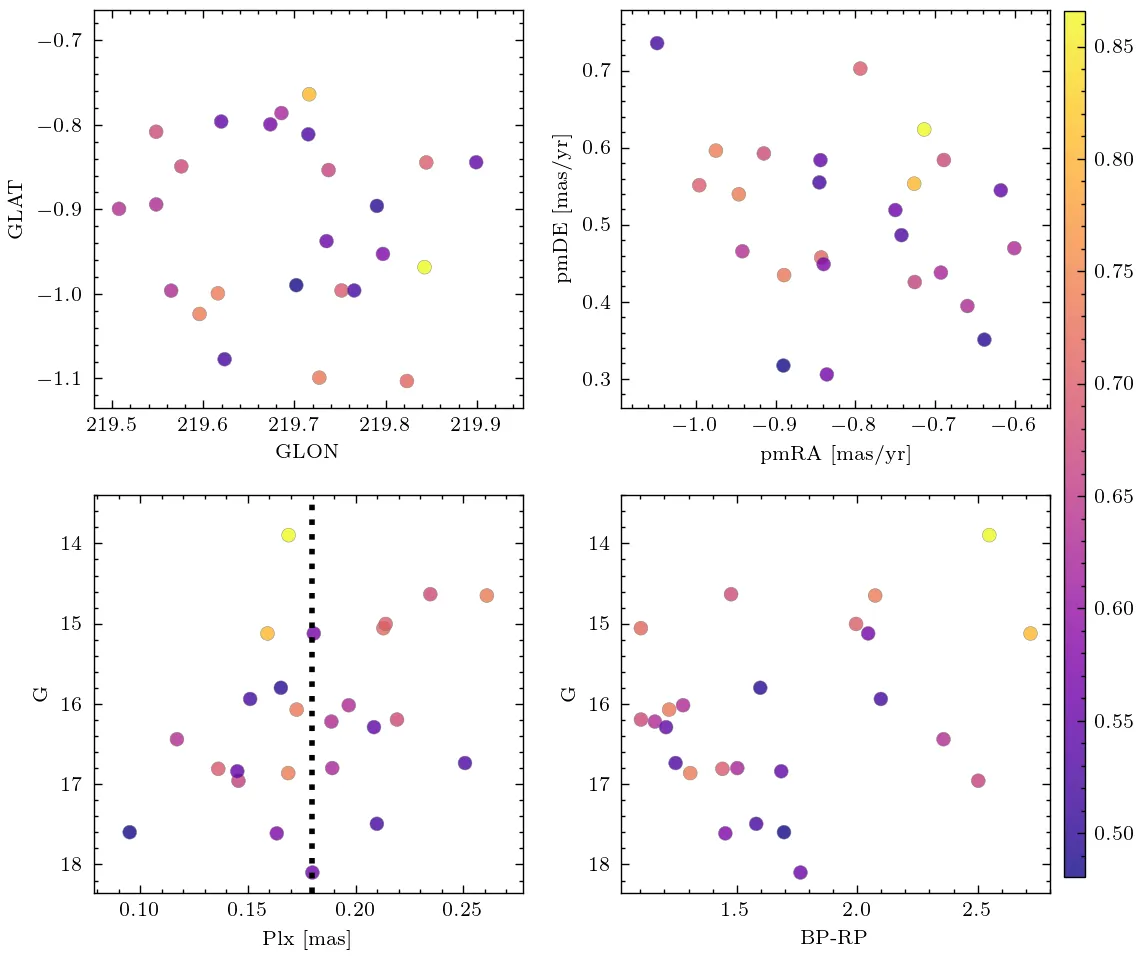 −0.7
−0.8
−0.9
−1.0
−1.1
GLAT
219.5 219.6 219.7 219.8 219.9
GLON
0.7
0.6
0.5
0.4
0.3
pmDE [mas/yr]
−1.0 −0.9 −0.8 −0.7 −0.6
pmRA [mas/yr]
0.85
0.80
0.75
0.70
0.65
0.60
0.55
0.50
14
15
16
17
18
G
0.10 0.15 0.20 0.25
Plx [mas]
14
15
16
17
18
G
1.5 2.0 2.5
BP-RP